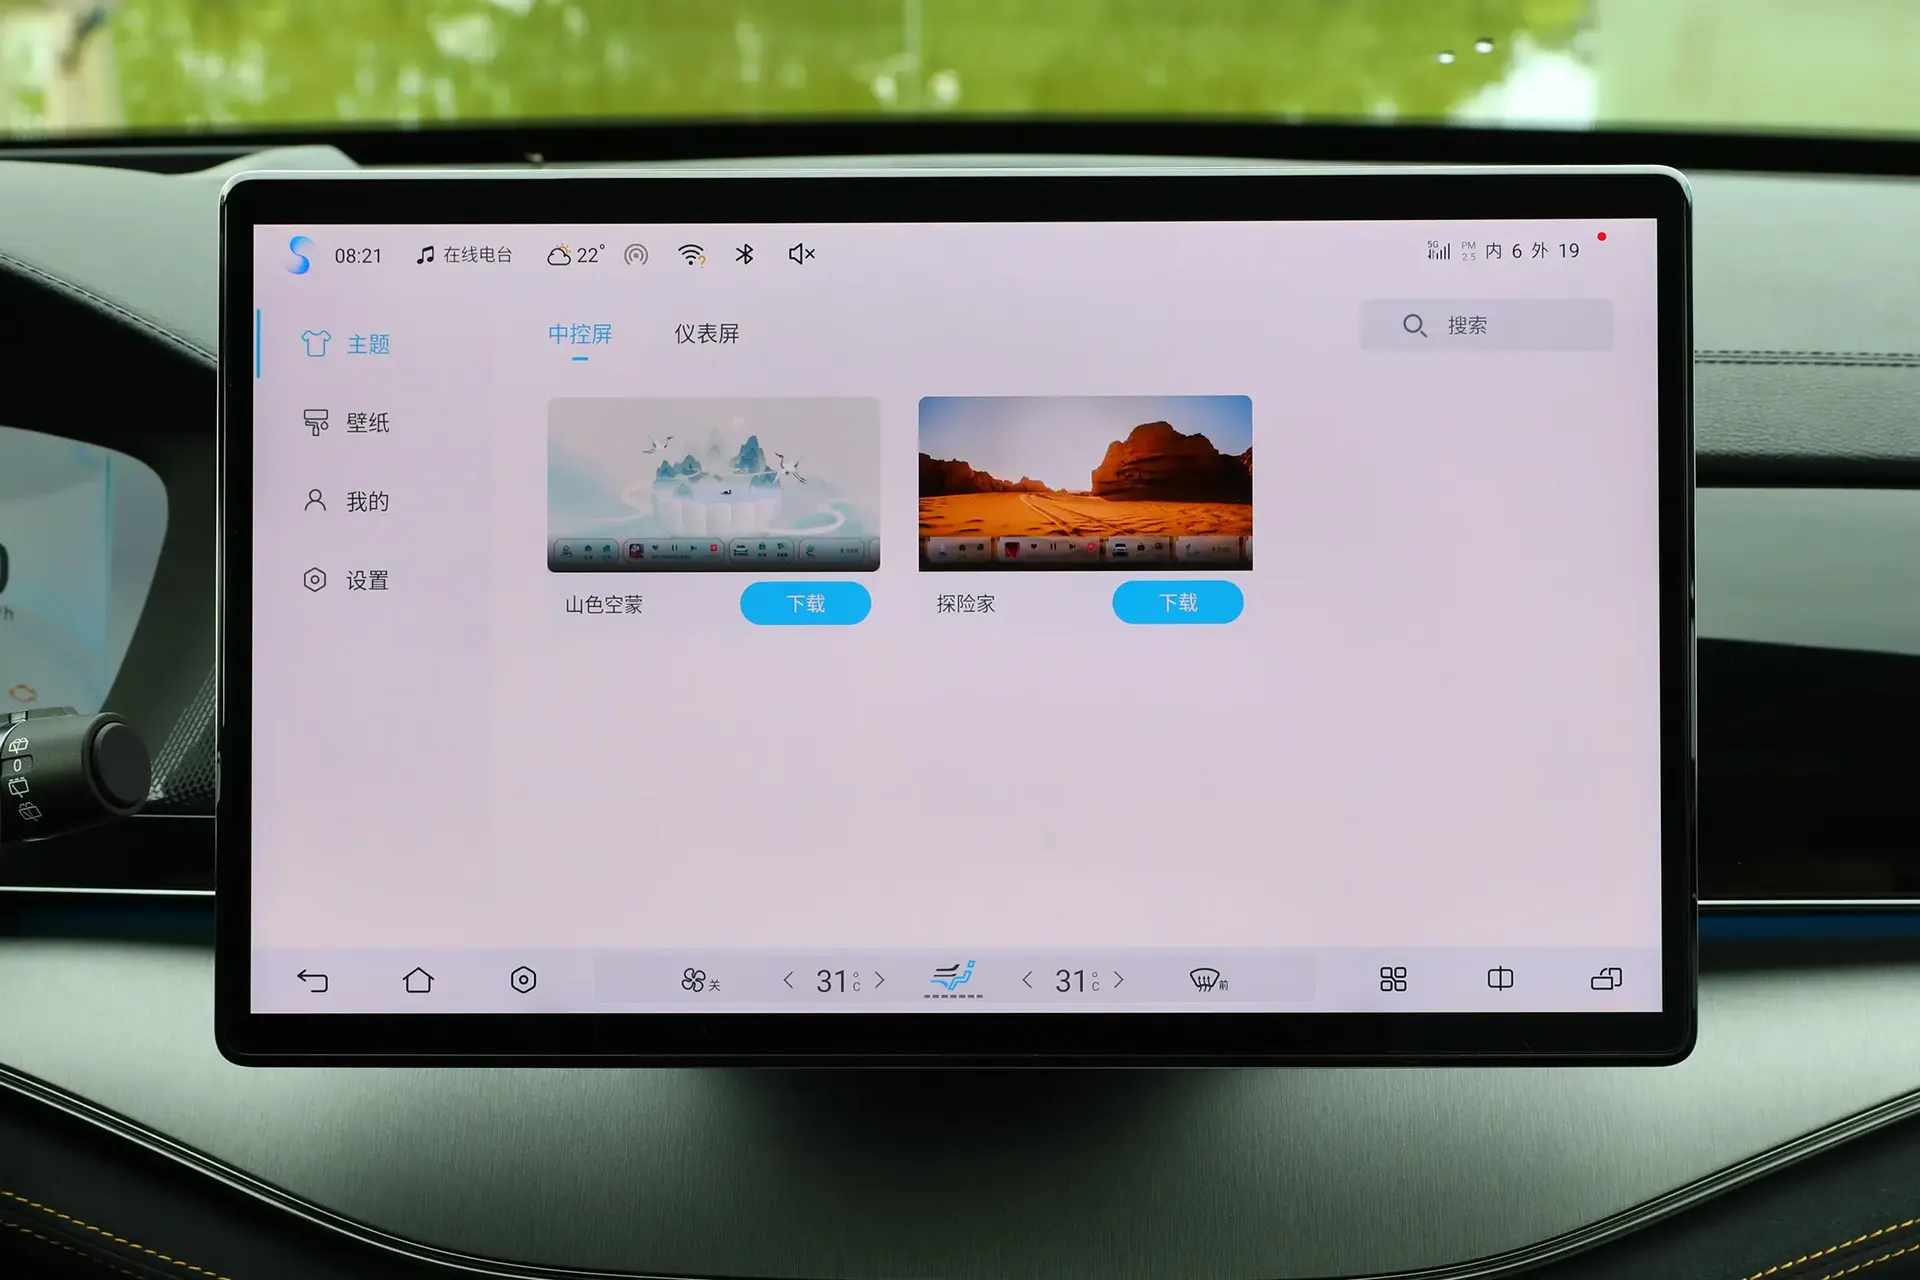 08:21 在线电台 22° 5G PM 2.5 内 6 外 19
主题
壁纸
我的
设置
中控屏 仪表屏
搜索
山色空蒙 下载
探险家 下载
关 31°C 31°C 前
0